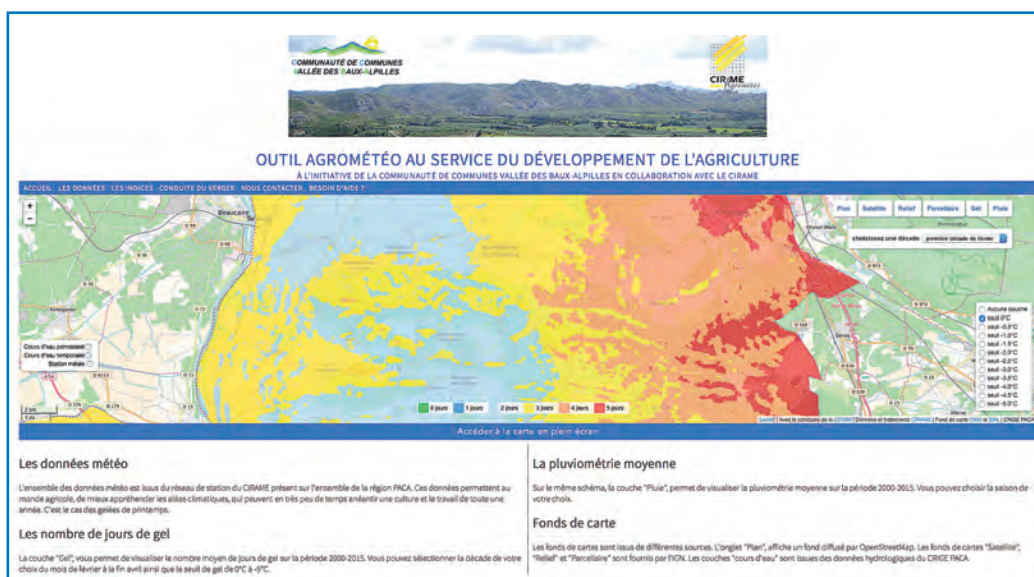 COMMUNAUTÉ DE COMMUNES
VALLÉE DES BAUX-ALPILLES
CIRAME
OUTIL AGROMÉTÉO AU SERVICE DU DÉVELOPPEMENT DE L'AGRICULTURE
À L'INITIATIVE DE LA COMMUNAUTÉ DE COMMUNES VALLÉE DES BAUX-ALPILLES EN COLLABORATION AVEC LE CIRAME
ACCUEIL LES DONNÉES LES INDICES CONDUITE DU VERGER NOUS CONTACTER BESOIN D'AIDE ?
+
−
Beaucaire
Plan Satellite Relief Parcellaire Gel Pluie
choisissez une décade première décade de février
Aucune couche
seuil 0°C
seuil -0.5°C
seuil -1.0°C
seuil -1.5°C
seuil -2.0°C
seuil -2.5°C
seuil -3.0°C
seuil -3.5°C
seuil -4.0°C
seuil -4.5°C
seuil -5.0°C
Cours d'eau permanent
Cours d'eau temporaire
Station météo
0 jours 1 jours 2 jours 3 jours 4 jours 5 jours
Accéder à la carte en plein écran
Les données météo
L'ensemble des données météo est issus du réseau de station du CIRAME présent sur l'ensemble de la région PACA. Ces données permettent au
monde agricole, de mieux appréhender les aléas climatiques, qui peuvent en très peu de temps anéantir une culture et le travail de toute une
année. C'est le cas des gelées de printemps.
Les nombre de jours de gel
La couche "Gel", vous permet de visualiser le nombre moyen de jours de gel sur la période 2000-2015. Vous pouvez sélectionner la décade de votre
choix du mois de février à la fin avril ainsi que le seuil de gel de 0°C à -5°C.
La pluviométrie moyenne
Sur le même schéma, la couche "Pluie", permet de visualiser la pluviométrie moyenne sur la période 2000-2015. Vous pouvez choisir la saison de
votre choix.
Fonds de carte
Les fonds de cartes sont issus de différentes sources. L'onglet "Plan", affiche un fond diffusé par OpenStreetMap. Les fonds de cartes "Satellite",
"Relief" et "Parcellaire" sont fournis par l'IGN. Les couches "cours d'eau" sont issues des données hydrologiques du CRIGE PACA.